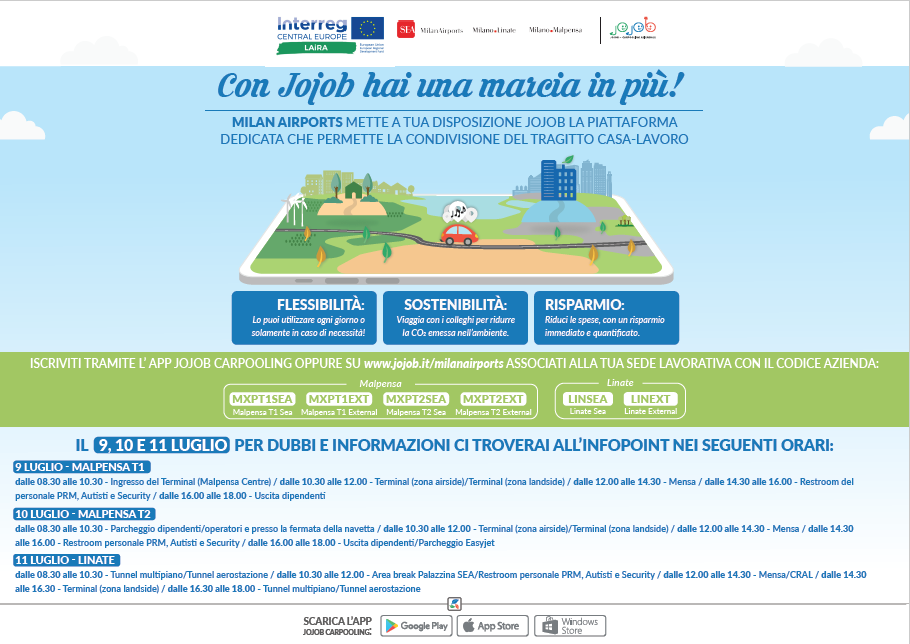 Interreg
CENTRAL EUROPE
LAiRA
European Union
European Regional
Development Fund
SEA Milan Airports
Milano Linate
Milano Malpensa
jojob
Con Jojob hai una marcia in più!
MILAN AIRPORTS METTE A TUA DISPOSIZIONE JOJOB LA PIATTAFORMA
DEDICATA CHE PERMETTE LA CONDIVISIONE DEL TRAGITTO CASA-LAVORO
FLESSIBILITÀ:
Lo puoi utilizzare ogni giorno o
solamente in caso di necessità!
SOSTENIBILITÀ:
Viaggia con i colleghi per ridurre
la CO₂ emessa nell'ambiente.
RISPARMIO:
Riduci le spese, con un risparmio
immediato e quantificato.
ISCRIVITI TRAMITE L' APP JOJOB CARPOOLING OPPURE SU www.jojob.it/milanairports ASSOCIATI ALLA TUA SEDE LAVORATIVA CON IL CODICE AZIENDA:
Malpensa
MXPT1SEA MXPT1EXT MXPT2SEA MXPT2EXT
Malpensa T1 Sea Malpensa T1 External Malpensa T2 Sea Malpensa T2 External
Linate
LINSEA LINEXT
Linate Sea Linate External
IL 9, 10 E 11 LUGLIO PER DUBBI E INFORMAZIONI CI TROVERAI ALL'INFOPOINT NEI SEGUENTI ORARI:
9 LUGLIO - MALPENSA T1
dalle 08.30 alle 10.30 - Ingresso del Terminal (Malpensa Centre) / dalle 10.30 alle 12.00 - Terminal (zona airside)/Terminal (zona landside) / dalle 12.00 alle 14.30 - Mensa / dalle 14.30 alle 16.00 - Restroom del
personale PRM, Autisti e Security / dalle 16.00 alle 18.00 - Uscita dipendenti
10 LUGLIO - MALPENSA T2
dalle 08.30 alle 10.30 - Parcheggio dipendenti/operatori e presso la fermata della navetta / dalle 10.30 alle 12.00 - Terminal (zona airside)/Terminal (zona landside) / dalle 12.00 alle 14.30 - Mensa / dalle 14.30
alle 16.00 - Restroom personale PRM, Autisti e Security / dalle 16.00 alle 18.00 - Uscita dipendenti/Parcheggio Easyjet
11 LUGLIO - LINATE
dalle 08.30 alle 10.30 - Tunnel multipiano/Tunnel aerostazione / dalle 10.30 alle 12.00 - Area break Palazzina SEA/Restroom personale PRM, Autisti e Security / dalle 12.00 alle 14.30 - Mensa/CRAL / dalle 14.30
alle 16.30 - Terminal (zona landside) / dalle 16.30 alle 18.00 - Tunnel multipiano/Tunnel aerostazione
SCARICA L'APP
JOJOB CARPOOLING:
Google Play
App Store
Windows
Store